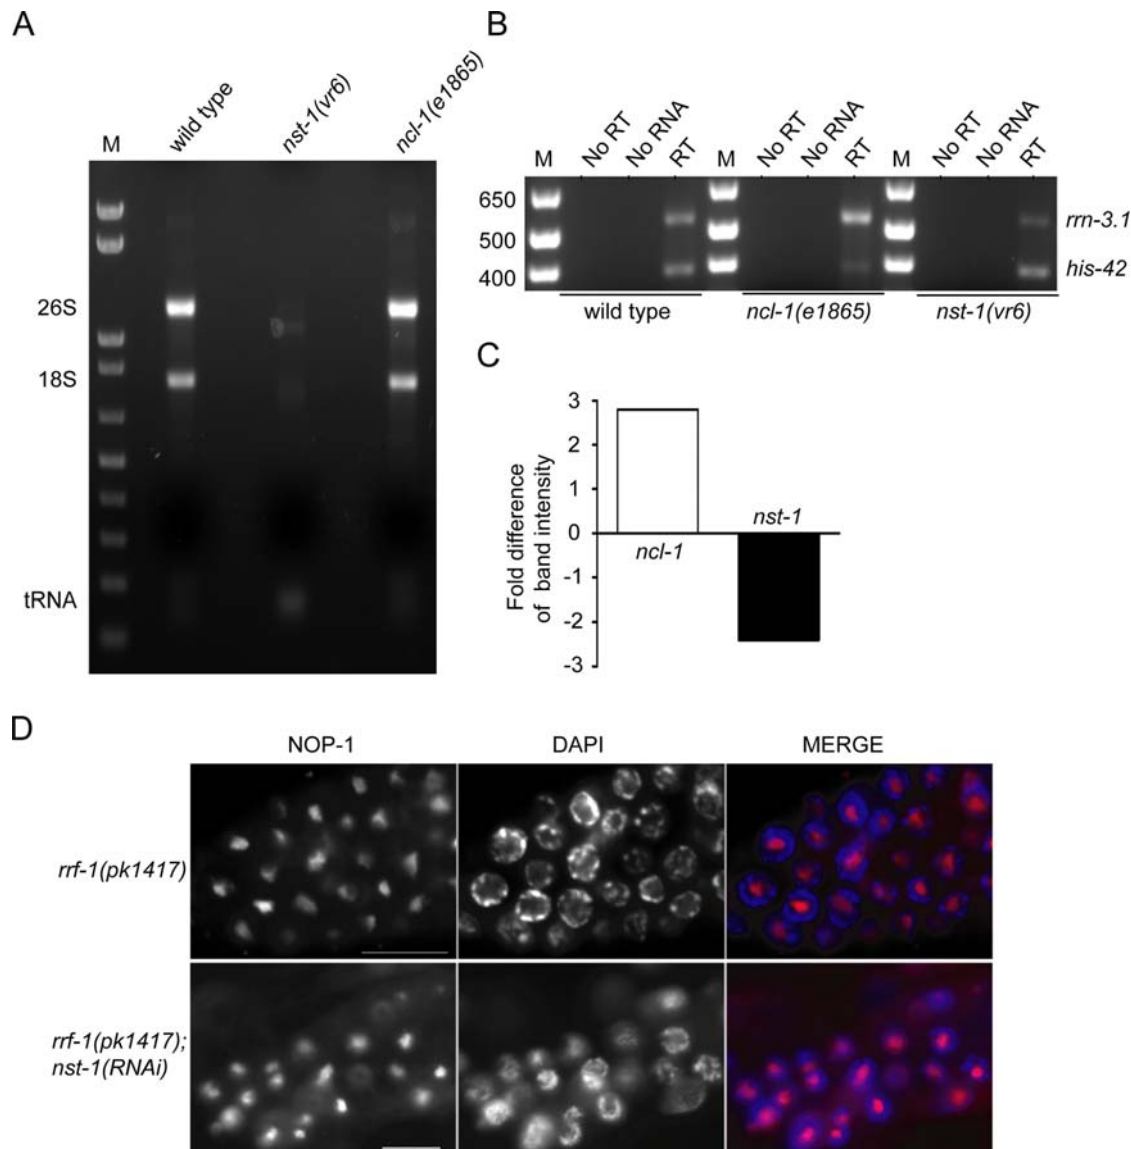 A
M
wild type
nst-1(vr6)
ncl-1(e1865)
26S
18S
tRNA
B
M
No RT
No RNA
RT
M
No RT
No RNA
RT
M
No RT
No RNA
RT
650
500
400
rrn-3.1
his-42
wild type
ncl-1(e1865)
nst-1(vr6)
C
Fold difference
of band intensity
3
2
1
0
-1
-2
-3
ncl-1
nst-1
D
NOP-1
DAPI
MERGE
rrf-1(pk1417)
rrf-1(pk1417);
nst-1(RNAi)